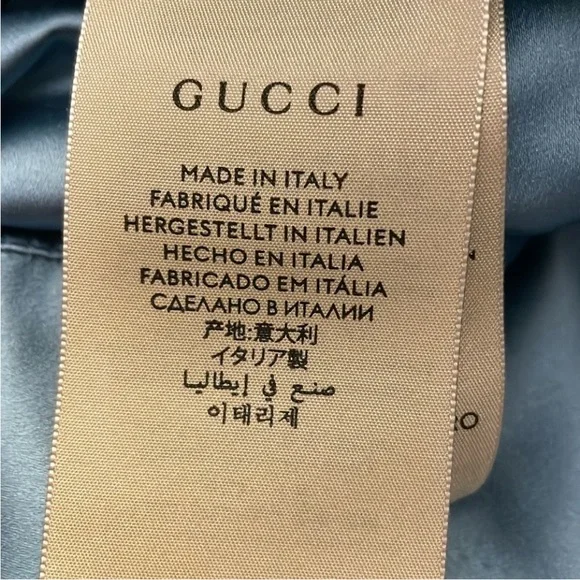 GUCCI
MADE IN ITALY
FABRIQUÉ EN ITALIE
HERGESTELLT IN ITALIEN
HECHO EN ITALIA
FABRICADO EM ITÁLIA
СДЕЛАНО В ИТАЛИИ
产地:意大利
イタリア製
صنع في إيطاليا
이태리제